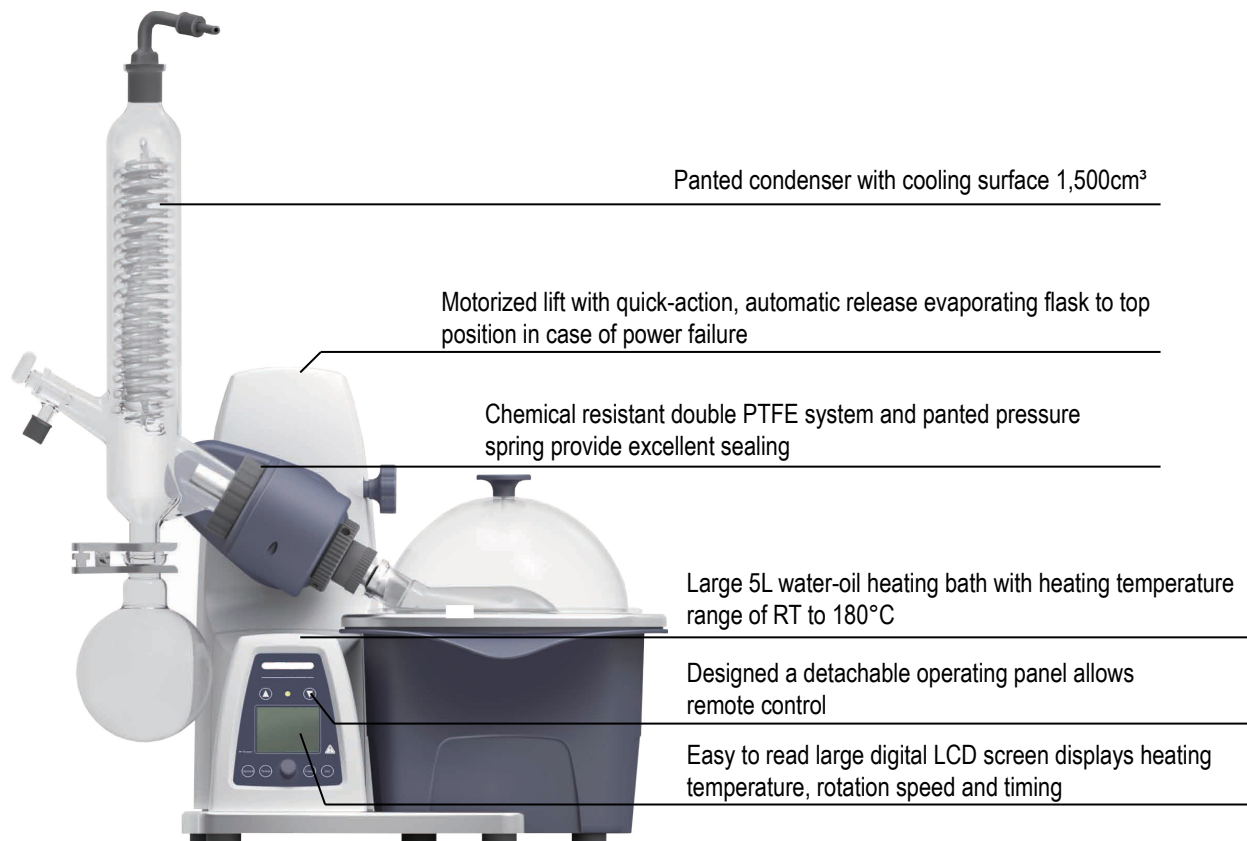 Panted condenser with cooling surface 1,500cm³
Motorized lift with quick-action, automatic release evaporating flask to top
position in case of power failure
Chemical resistant double PTFE system and panted pressure
spring provide excellent sealing
Large 5L water-oil heating bath with heating temperature
range of RT to 180°C
Designed a detachable operating panel allows
remote control
Easy to read large digital LCD screen displays heating
temperature, rotation speed and timing